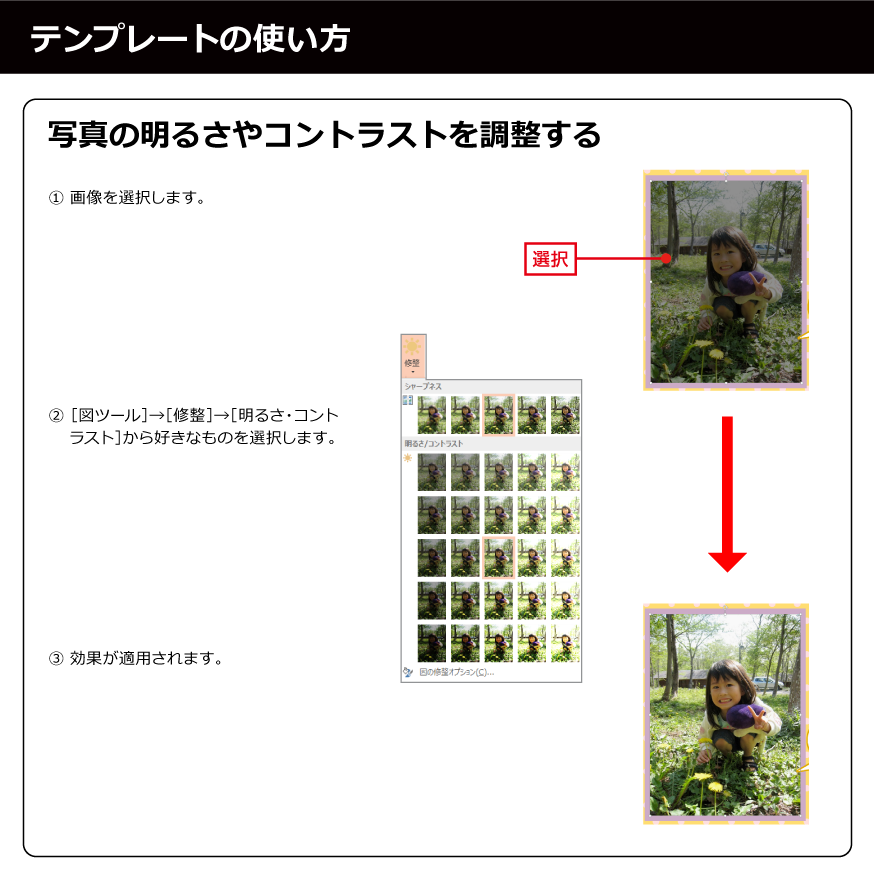 テンプレートの使い方
写真の明るさやコントラストを調整する
① 画像を選択します。
選択
② ［図ツール］→［修整］→［明るさ・コント
ラスト］から好きなものを選択します。
修整
シャープネス
明るさ/コントラスト
図の修整オプション(C)...
③ 効果が適用されます。